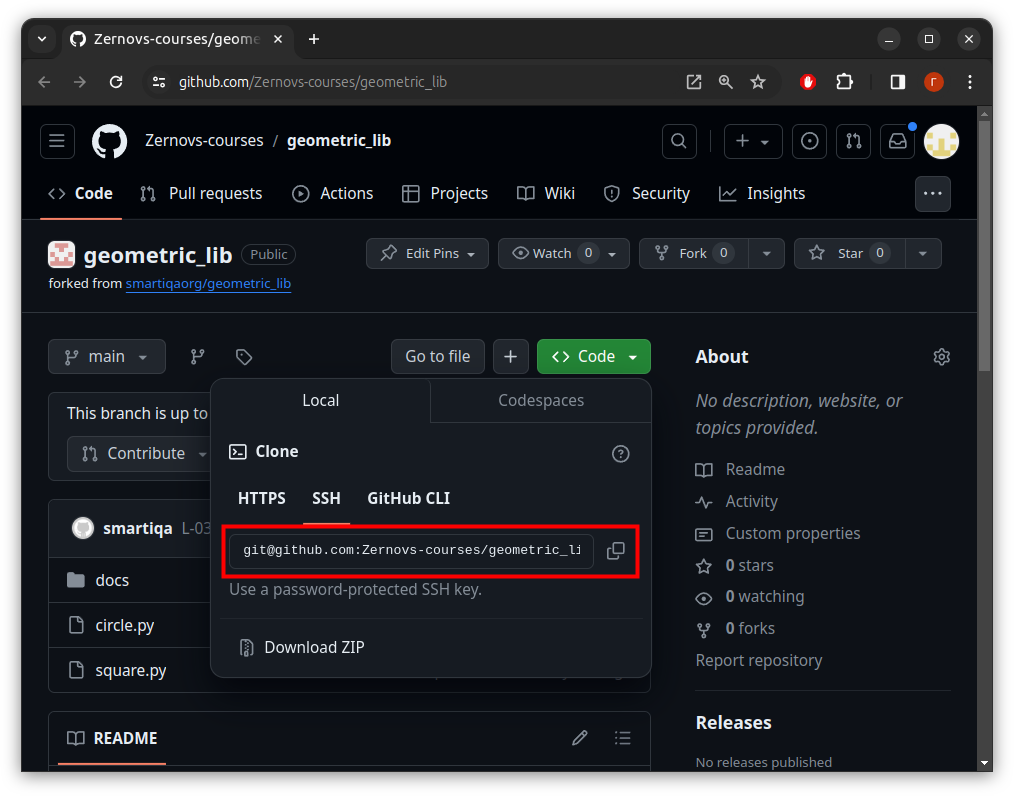 Zernovs-courses/geome
github.com/Zernovs-courses/geometric_lib
Г
Zernovs-courses / geometric_lib
Code Pull requests Actions Projects Wiki Security Insights
geometric_lib Public Edit Pins Watch 0 Fork 0 Star 0
forked from smartiqaorg/geometric_lib
main Go to file Code About
Local Codespaces
No description, website, or
topics provided.
This branch is up to
Contribute
Clone
HTTPS SSH GitHub CLI
Readme
Activity
Custom properties
smartiqa L-03
git@github.com:Zernovs-courses/geometric_li
0 stars
docs
Use a password-protected SSH key.
0 watching
circle.py
0 forks
Download ZIP
Report repository
square.py
Releases
README
No releases published